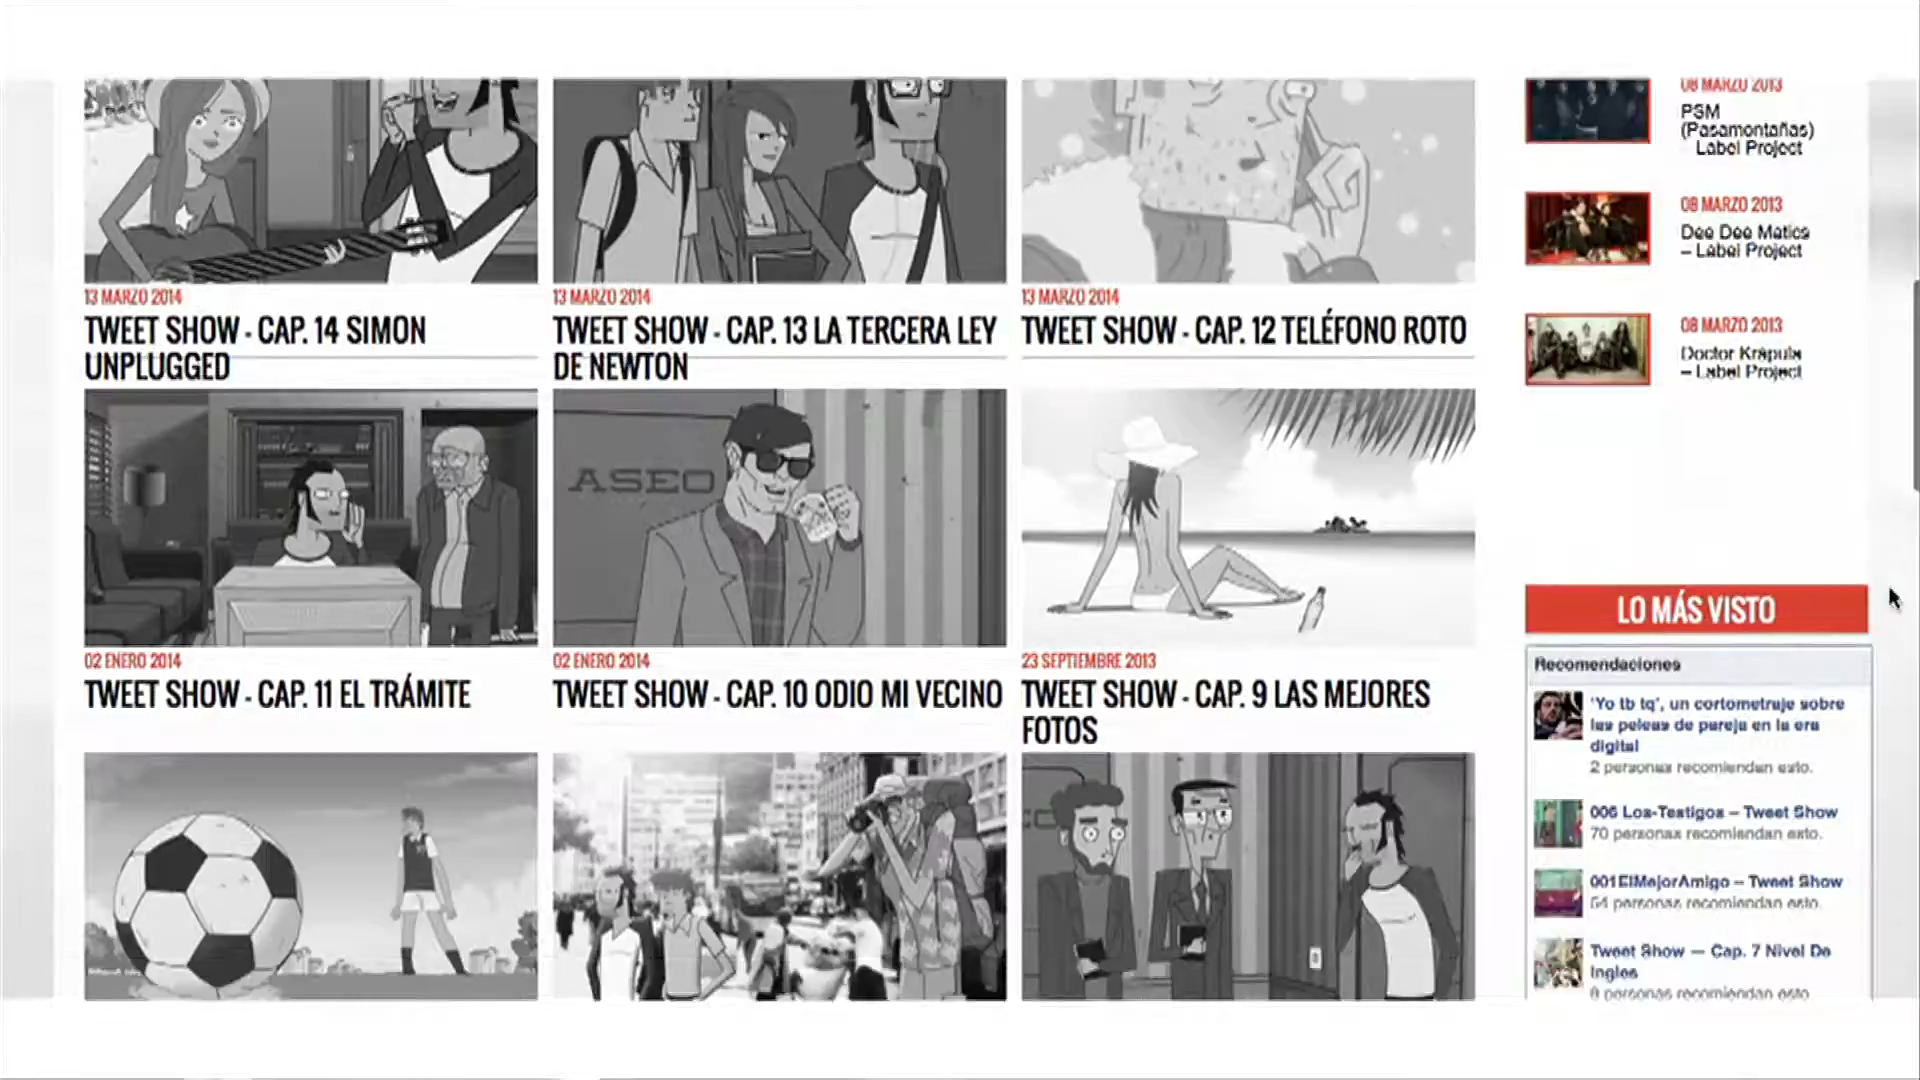 13 MARZO 2014
TWEET SHOW - CAP. 14 SIMON
UNPLUGGED
13 MARZO 2014
TWEET SHOW - CAP. 13 LA TERCERA LEY
DE NEWTON
13 MARZO 2014
TWEET SHOW - CAP. 12 TELÉFONO ROTO
ASEO
02 ENERO 2014
TWEET SHOW - CAP. 11 EL TRÁMITE
02 ENERO 2014
TWEET SHOW - CAP. 10 ODIO MI VECINO
23 SEPTIEMBRE 2013
TWEET SHOW - CAP. 9 LAS MEJORES
FOTOS
08 MARZO 2013
PSM
(Pasamontañas)
Label Project
08 MARZO 2013
Dee Dee Matics
– Label Project
08 MARZO 2013
Doctor Krápula
– Label Project
LO MÁS VISTO
Recomendaciones
'Yo tb tq', un cortometraje sobre
las peleas de pareja en la era
digital
2 personas recomiendan esto.
006 Los-Testigos – Tweet Show
70 personas recomiendan esto.
001ElMejorAmigo – Tweet Show
54 personas recomiendan esto.
Tweet Show — Cap. 7 Nivel De
Ingles
personas recomiendan esto